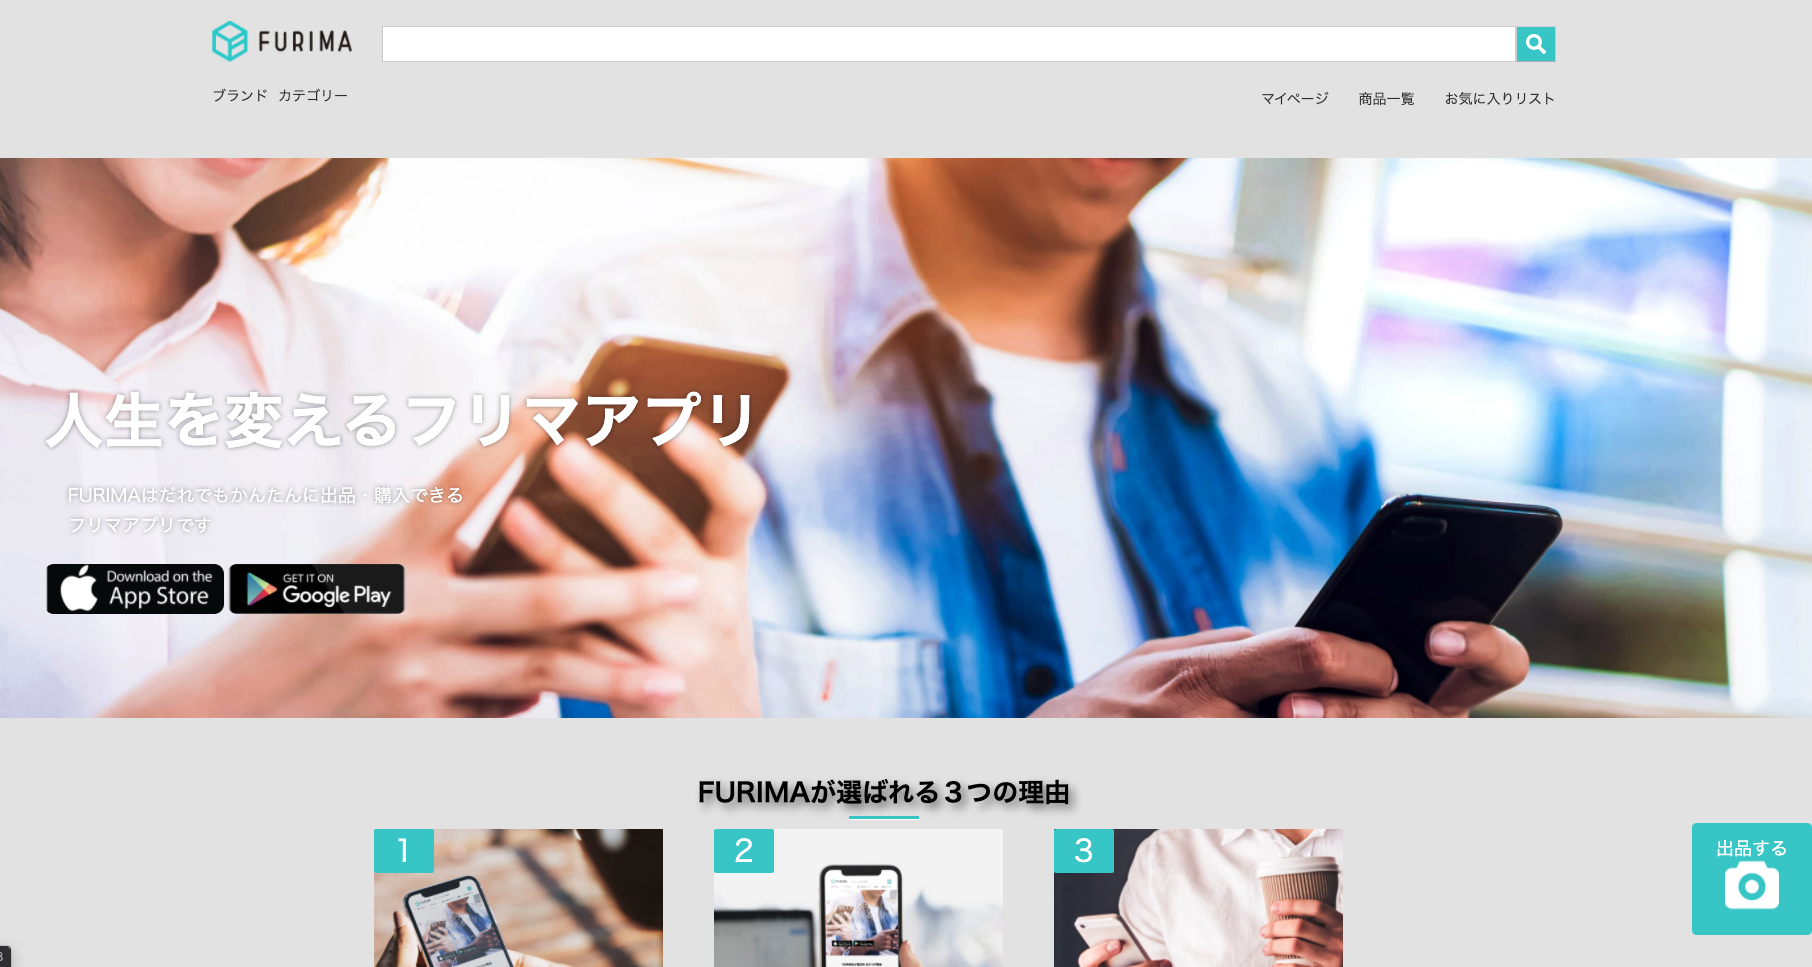 FURIMA
ブランド カテゴリー
マイページ 商品一覧 お気に入りリスト
人生を変えるフリマアプリ
FURIMAはだれでもかんたんに出品・購入できる
フリマアプリです
Download on the
App Store
GET IT ON
Google Play
FURIMAが選ばれる３つの理由
1
2
3
出品する